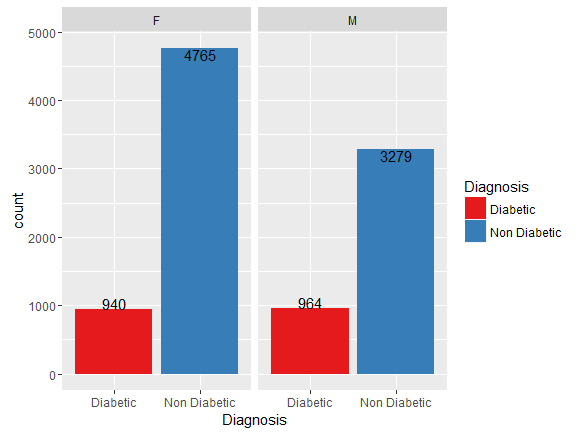 F
M
count
5000
4000
3000
2000
1000
0
940
4765
964
3279
Diabetic
Non Diabetic
Diabetic
Non Diabetic
Diagnosis
Diagnosis
Diabetic
Non Diabetic